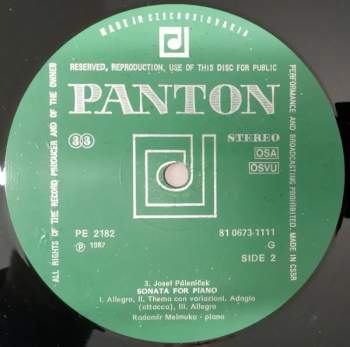 MADE IN CZECHOSLOVAKIA
RESERVED, REPRODUCTION, USE OF THIS DISC FOR PUBLIC
PERFORMANCE AND BROADCASTING PROHIBITED. MADE IN CSSR
ALL RIGHTS OF THE RECORD PRODUCER AND OF THE OWNER
PANTON
33
STEREO
OSA
OSVU
PE 2182
℗ 1987
81 0673-1111
G
SIDE 2
3. Josef Páleníček
SONATA FOR PIANO
I. Allegro, II. Thema con variazioni. Adagio
(attacca), III. Allegro
Radomír Melmuka - piano